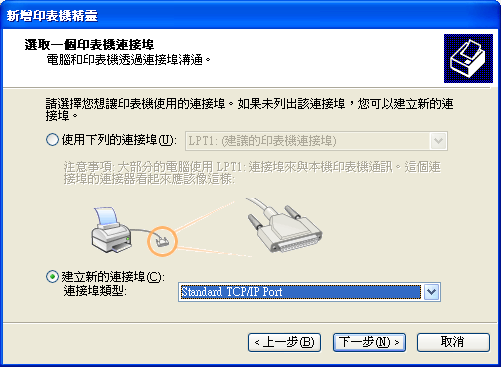 新增印表機精靈
選取一個印表機連接埠
電腦和印表機透過連接埠溝通。
請選擇您想讓印表機使用的連接埠。如果未列出該連接埠，您可以建立新的連
接埠。
使用下列的連接埠(U):
LPT1: (建議的印表機連接埠)
注意事項: 大部分的電腦使用 LPT1: 連接埠來與本機印表機通訊。這個連
接埠的連接器看起來應該像這樣:
建立新的連接埠(C):
連接埠類型:
Standard TCP/IP Port
< 上一步(B)
下一步(N) >
取消